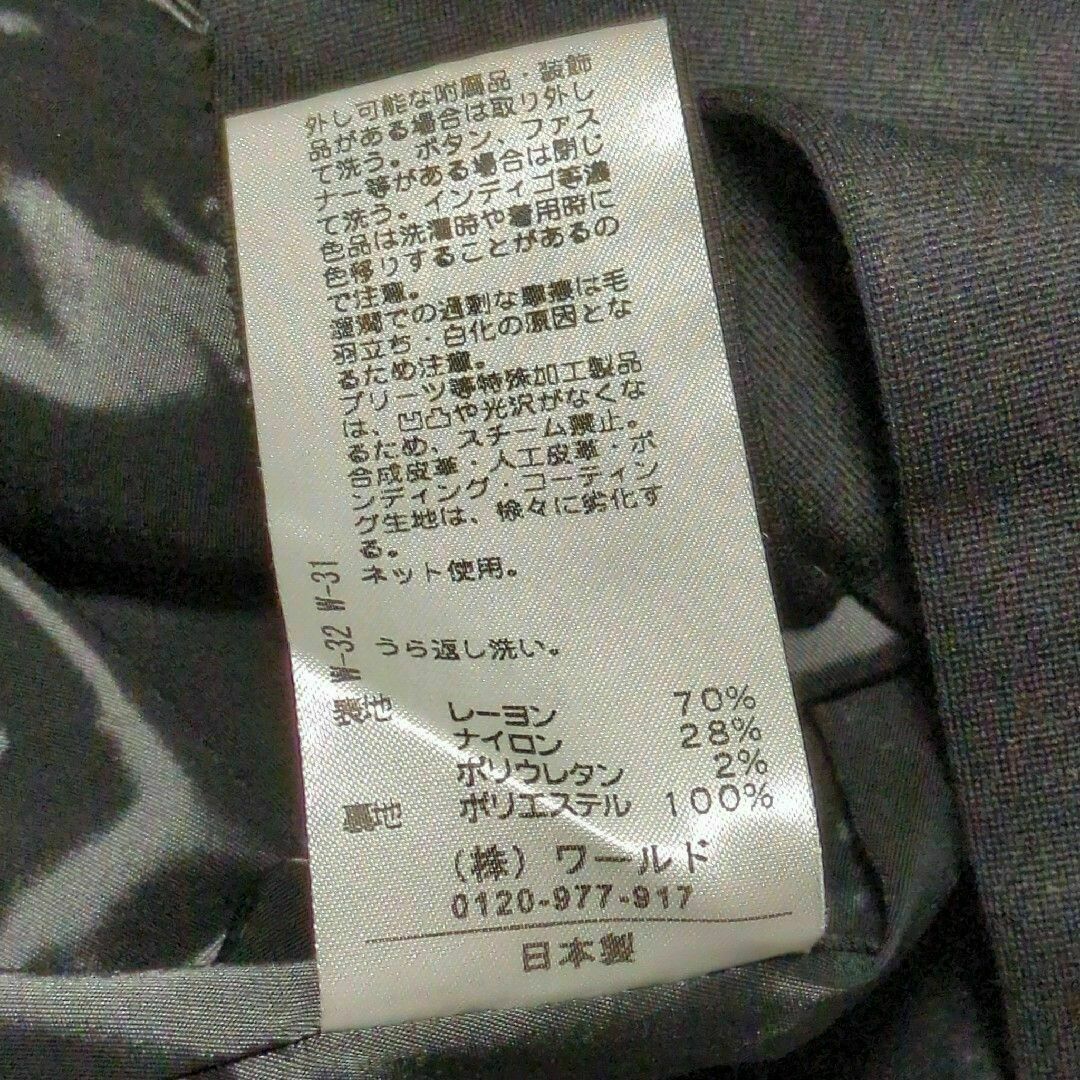 外し可能な附属品・装飾
品がある場合は取り外し
て洗う。ボタン、ファス
ナー等がある場合は閉じ
て洗う。インディゴ等濃
色品は洗濯時や着用時に
色移りすることがあるの
で注意。
湿潤での過剰な摩擦は毛
羽立ち・白化の原因とな
るため注意。
プリーツ等特殊加工製品
は、凹凸や光沢がなくな
るため、スチーム禁止。
合成皮革・人工皮革・ボ
ンディング・コーティン
グ生地は、徐々に劣化す
る。
ネット使用。
W-32 W-31
うら返し洗い。
表地 レーヨン 70%
ナイロン 28%
ポリウレタン 2%
裏地 ポリエステル 100%
(株) ワールド
0120-977-917
日本製